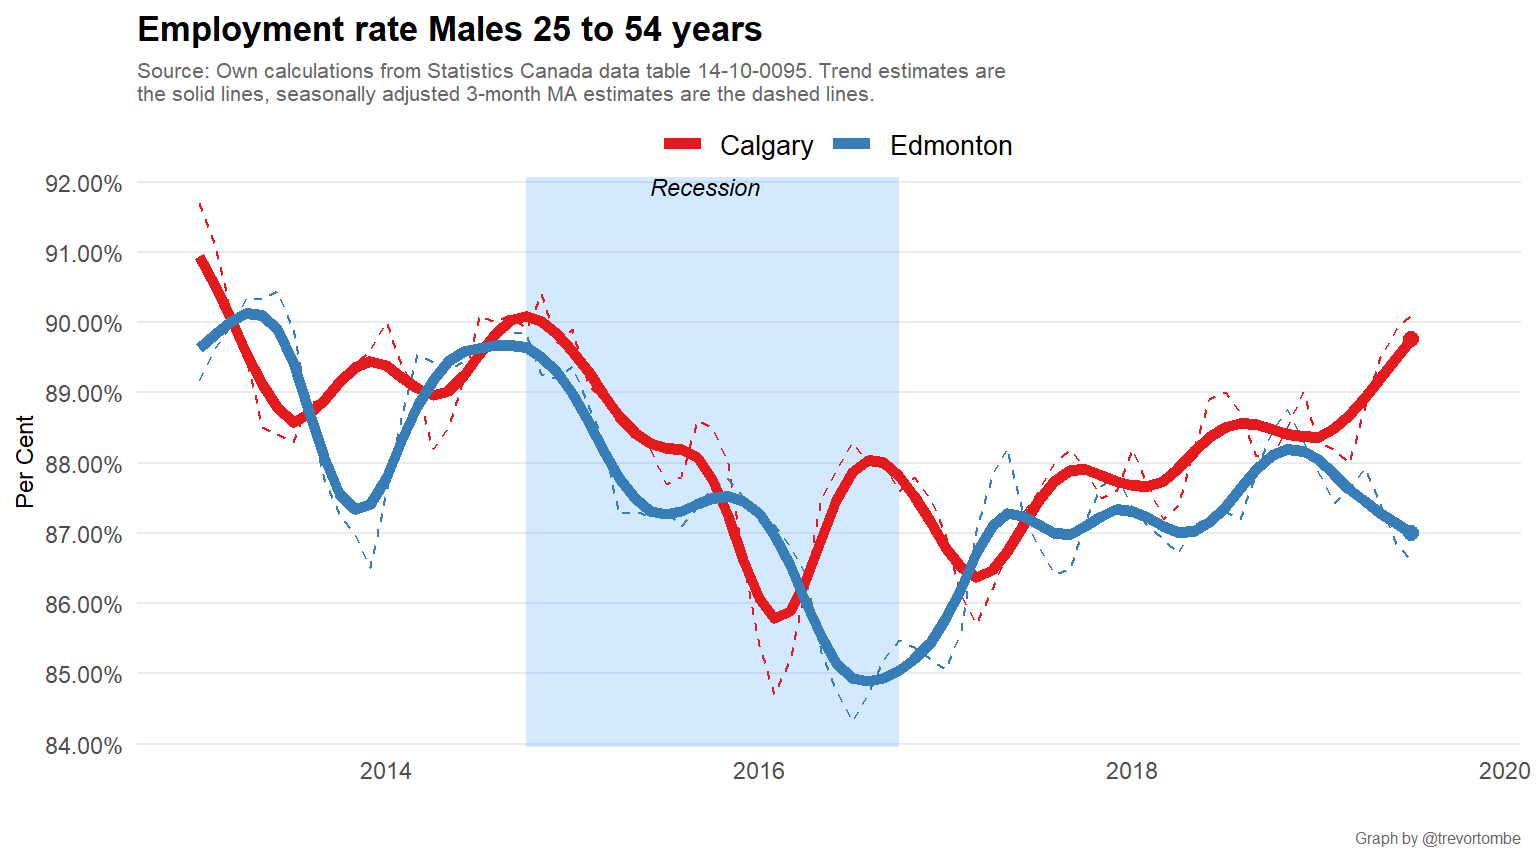 Employment rate Males 25 to 54 years
Source: Own calculations from Statistics Canada data table 14-10-0095. Trend estimates are
the solid lines, seasonally adjusted 3-month MA estimates are the dashed lines.
Calgary Edmonton
Recession
92.00%
91.00%
90.00%
89.00%
88.00%
87.00%
86.00%
85.00%
84.00%
Per Cent
2014 2016 2018 2020
Graph by @trevortombe